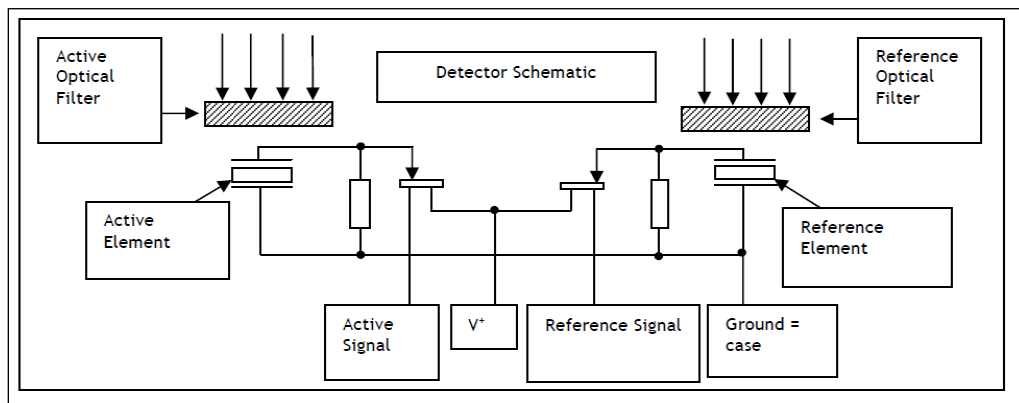 Active
Optical
Filter
Detector Schematic
Reference
Optical
Filter
Active
Element
Reference
Element
Active
Signal
V⁺
Reference Signal
Ground =
case